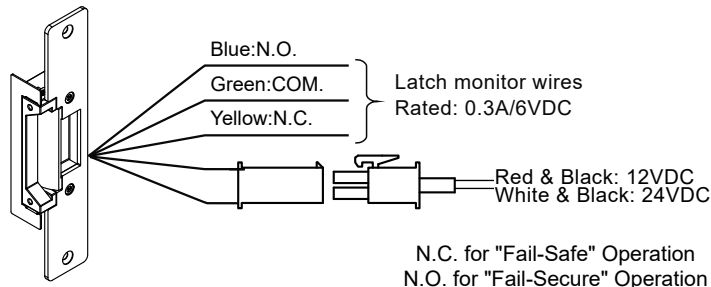 Blue:N.O.
Green:COM.
Yellow:N.C.
Latch monitor wires
Rated: 0.3A/6VDC
Red & Black: 12VDC
White & Black: 24VDC
N.C. for "Fail-Safe" Operation
N.O. for "Fail-Secure" Operation